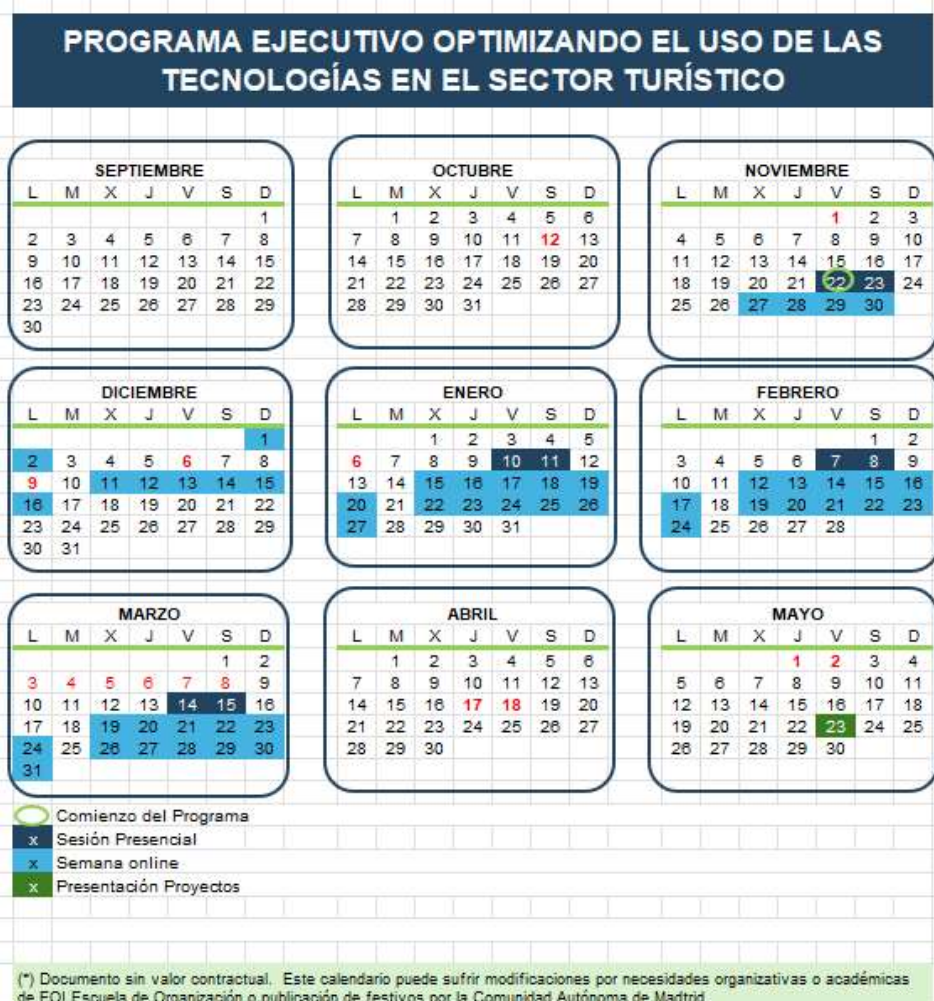 PROGRAMA EJECUTIVO OPTIMIZANDO EL USO DE LAS
TECNOLOGÍAS EN EL SECTOR TURÍSTICO
SEPTIEMBRE
L M X J V S D
1
2 3 4 5 6 7 8
9 10 11 12 13 14 15
16 17 18 19 20 21 22
23 24 25 26 27 28 29
30
OCTUBRE
L M X J V S D
1 2 3 4 5 6
7 8 9 10 11 12 13
14 15 16 17 18 19 20
21 22 23 24 25 26 27
28 29 30 31
NOVIEMBRE
L M X J V S D
1 2 3
4 5 6 7 8 9 10
11 12 13 14 15 16 17
18 19 20 21 22 23 24
25 26 27 28 29 30
DICIEMBRE
L M X J V S D
1
2 3 4 5 6 7 8
9 10 11 12 13 14 15
16 17 18 19 20 21 22
23 24 25 26 27 28 29
30 31
ENERO
L M X J V S D
1 2 3 4 5
6 7 8 9 10 11 12
13 14 15 16 17 18 19
20 21 22 23 24 25 26
27 28 29 30 31
FEBRERO
L M X J V S D
1 2
3 4 5 6 7 8 9
10 11 12 13 14 15 16
17 18 19 20 21 22 23
24 25 26 27 28
MARZO
L M X J V S D
1 2
3 4 5 6 7 8 9
10 11 12 13 14 15 16
17 18 19 20 21 22 23
24 25 26 27 28 29 30
31
ABRIL
L M X J V S D
1 2 3 4 5 6
7 8 9 10 11 12 13
14 15 16 17 18 19 20
21 22 23 24 25 26 27
28 29 30
MAYO
L M X J V S D
1 2 3 4
5 6 7 8 9 10 11
12 13 14 15 16 17 18
19 20 21 22 23 24 25
26 27 28 29 30
Comienzo del Programa
x Sesión Presencial
x Semana online
x Presentación Proyectos
(*) Documento sin valor contractual. Este calendario puede sufrir modificaciones por necesidades organizativas o académicas
de EOI Escuela de Organización o publicación de festivos por la Comunidad Autónoma de Madrid